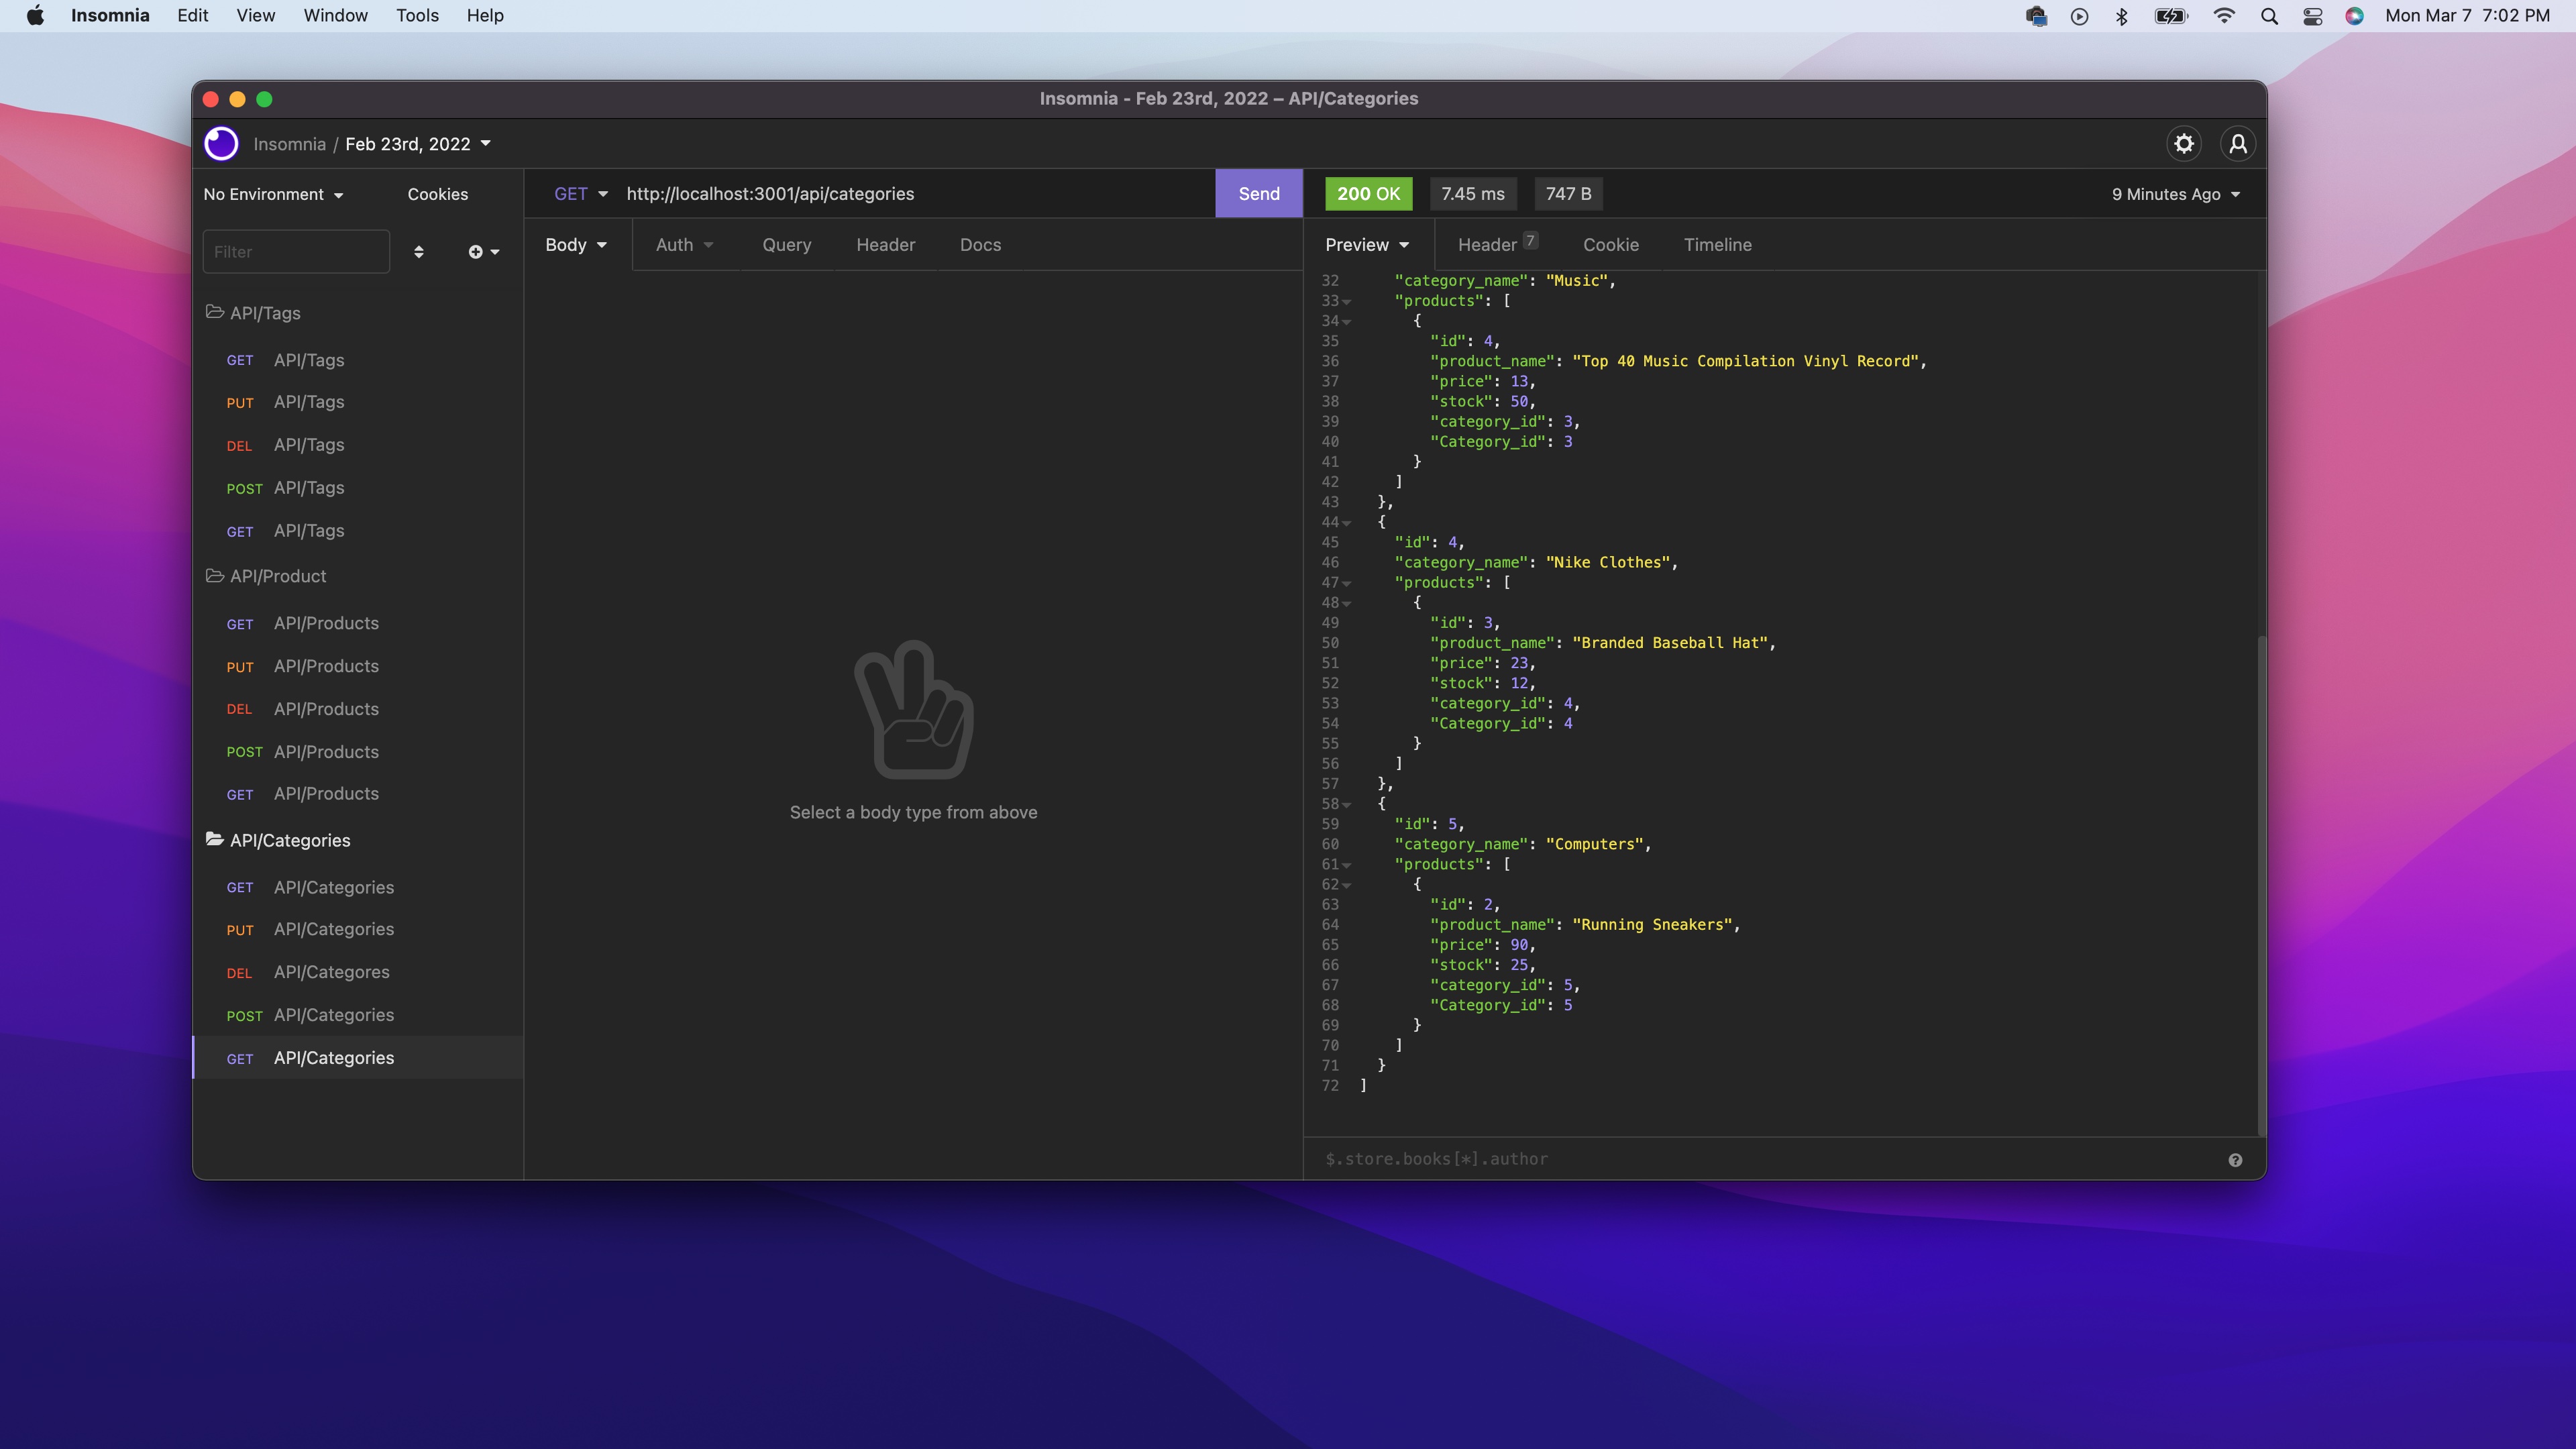 Insomnia Edit View Window Tools Help Mon Mar 7 7:02 PM
Insomnia - Feb 23rd, 2022 – API/Categories
Insomnia / Feb 23rd, 2022
No Environment Cookies
Filter
API/Tags
GET API/Tags
PUT API/Tags
DEL API/Tags
POST API/Tags
GET API/Tags
API/Product
GET API/Products
PUT API/Products
DEL API/Products
POST API/Products
GET API/Products
API/Categories
GET API/Categories
PUT API/Categories
DEL API/Categores
POST API/Categories
GET API/Categories
GET http://localhost:3001/api/categories Send
Body Auth Query Header Docs
Select a body type from above
200 OK 7.45 ms 747 B 9 Minutes Ago
Preview Header 7 Cookie Timeline
32 "category_name": "Music",
33 "products": [
34 {
35 "id": 4,
36 "product_name": "Top 40 Music Compilation Vinyl Record",
37 "price": 13,
38 "stock": 50,
39 "category_id": 3,
40 "Category_id": 3
41 }
42 ]
43 },
44 {
45 "id": 4,
46 "category_name": "Nike Clothes",
47 "products": [
48 {
49 "id": 3,
50 "product_name": "Branded Baseball Hat",
51 "price": 23,
52 "stock": 12,
53 "category_id": 4,
54 "Category_id": 4
55 }
56 ]
57 },
58 {
59 "id": 5,
60 "category_name": "Computers",
61 "products": [
62 {
63 "id": 2,
64 "product_name": "Running Sneakers",
65 "price": 90,
66 "stock": 25,
67 "category_id": 5,
68 "Category_id": 5
69 }
70 ]
71 }
72 ]
$.store.books[*].author